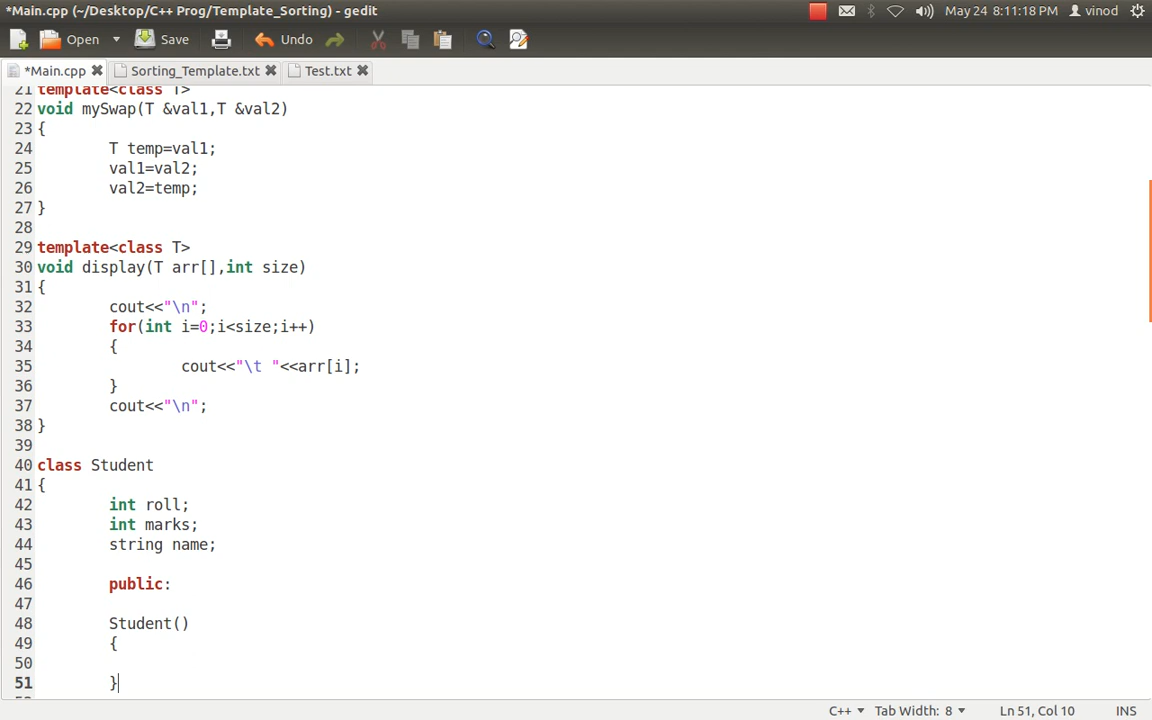 *Main.cpp (~/Desktop/C++ Prog/Template_Sorting) - gedit
May 24 8:11:18 PM vinod
Open Save Undo
*Main.cpp Sorting_Template.txt Test.txt
21 template<class T>
22 void mySwap(T &val1,T &val2)
23 {
24 T temp=val1;
25 val1=val2;
26 val2=temp;
27 }
28
29 template<class T>
30 void display(T arr[],int size)
31 {
32 cout<<"\n";
33 for(int i=0;i<size;i++)
34 {
35 cout<<"\t "<<arr[i];
36 }
37 cout<<"\n";
38 }
39
40 class Student
41 {
42 int roll;
43 int marks;
44 string name;
45
46 public:
47
48 Student()
49 {
50
51 }
C++ Tab Width: 8 Ln 51, Col 10 INS